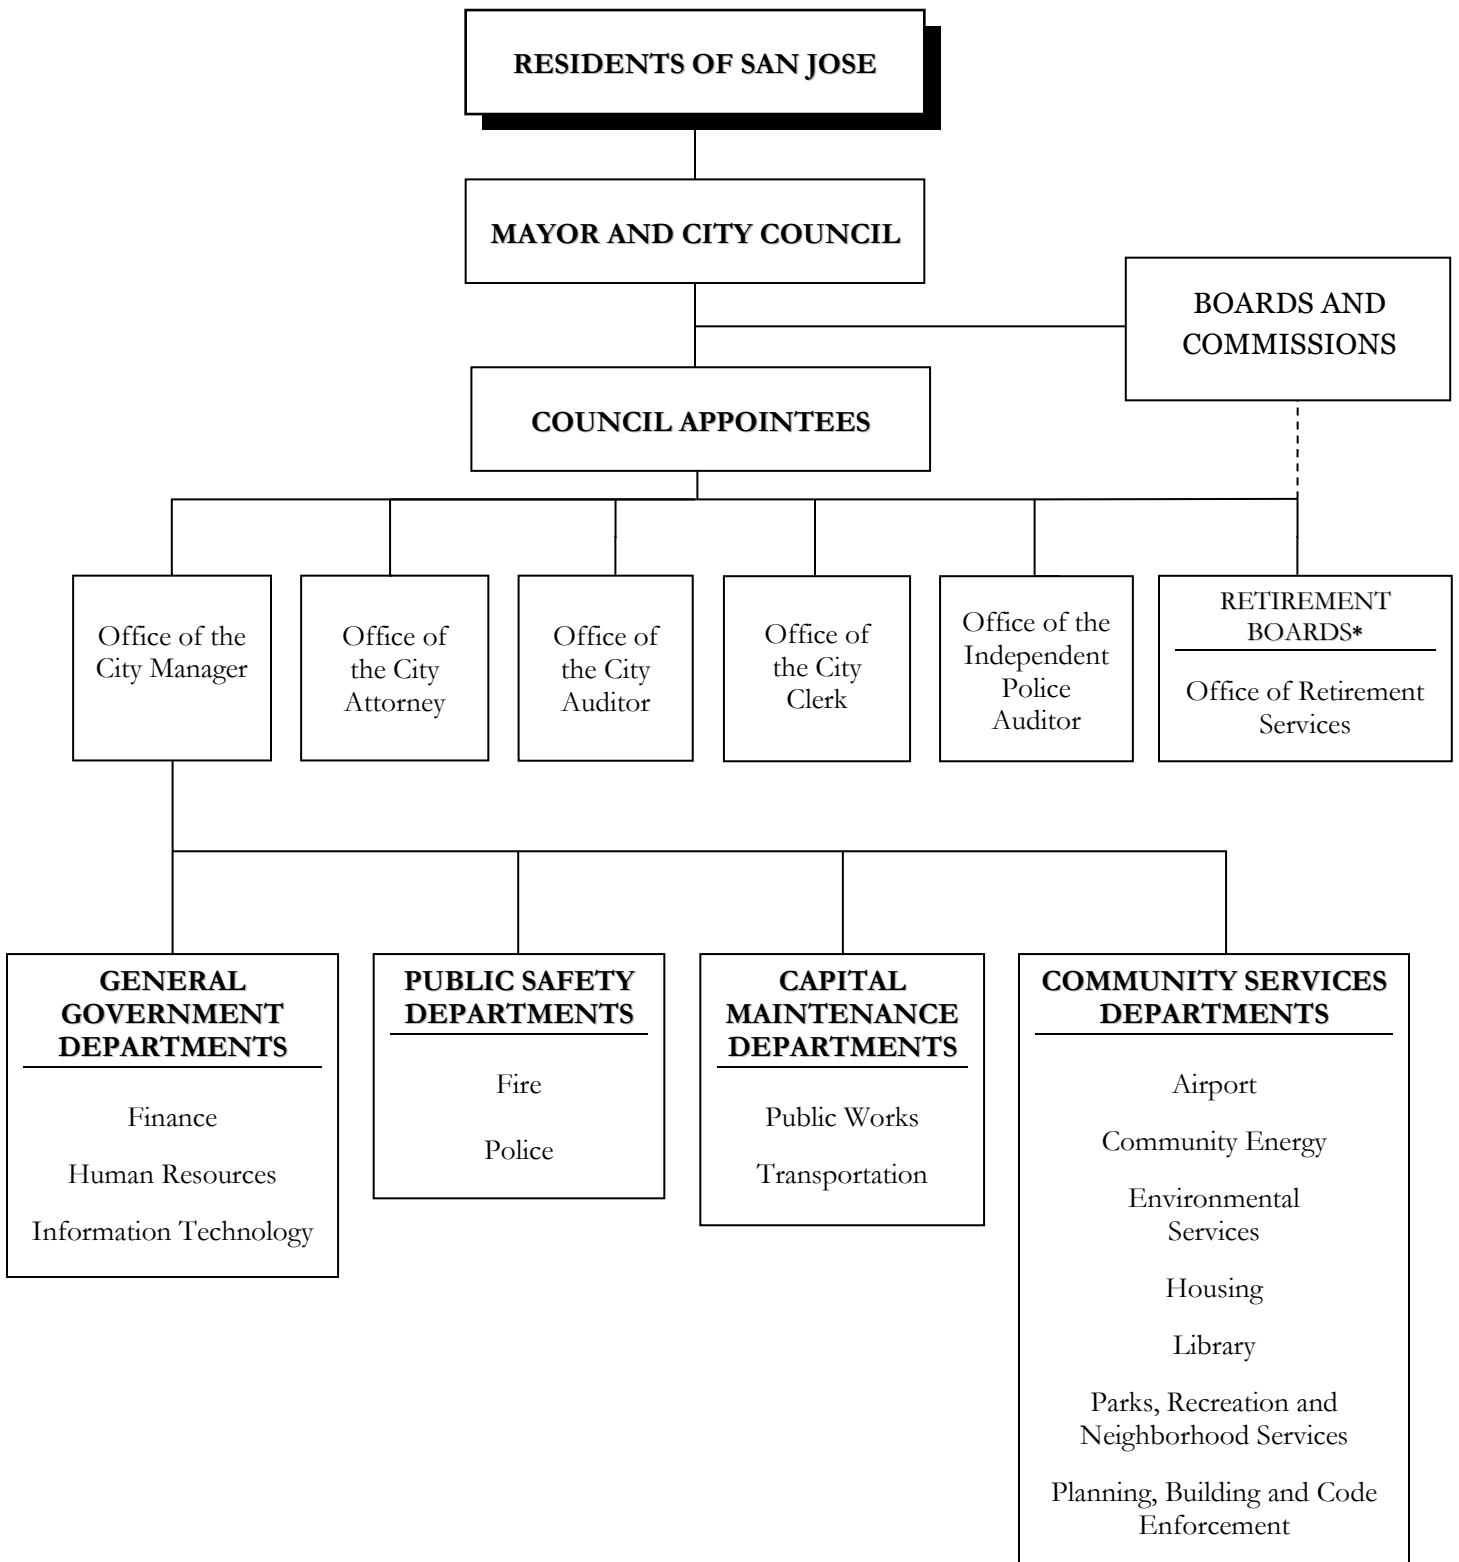 RESIDENTS OF SAN JOSE
MAYOR AND CITY COUNCIL
BOARDS AND
COMMISSIONS
COUNCIL APPOINTEES
Office of the
City Manager
Office of
the City
Attorney
Office of
the City
Auditor
Office of
the City
Clerk
Office of the
Independent
Police
Auditor
RETIREMENT
BOARDS*
Office of Retirement
Services
GENERAL
GOVERNMENT
DEPARTMENTS
Finance
Human Resources
Information Technology
PUBLIC SAFETY
DEPARTMENTS
Fire
Police
CAPITAL
MAINTENANCE
DEPARTMENTS
Public Works
Transportation
COMMUNITY SERVICES
DEPARTMENTS
Airport
Community Energy
Environmental
Services
Housing
Library
Parks, Recreation and
Neighborhood Services
Planning, Building and Code
Enforcement